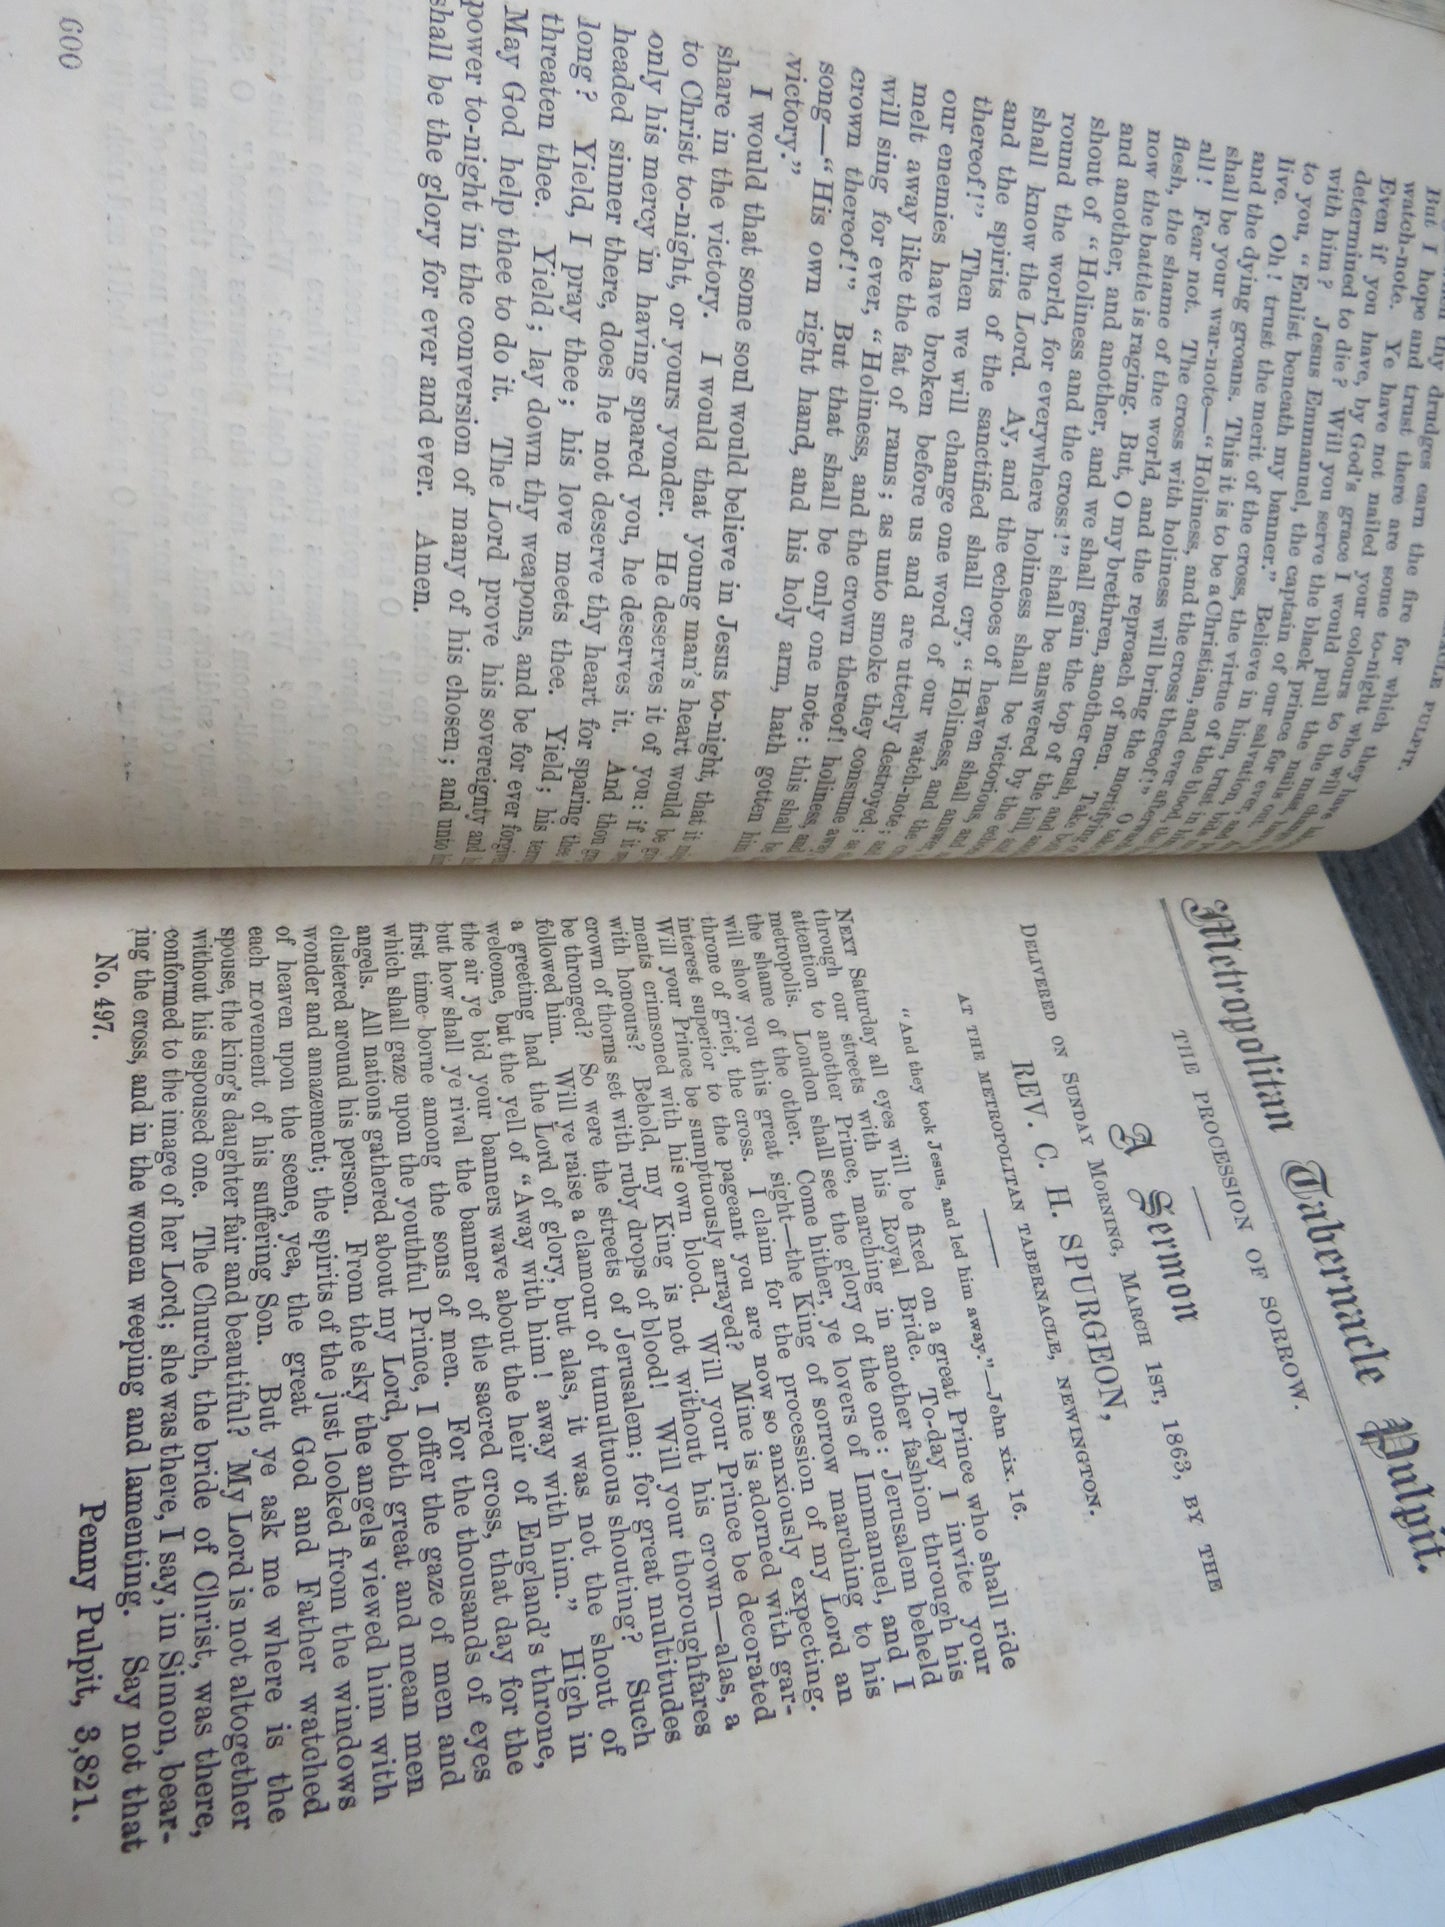 PULPIT.
thy drudges earn the fire for which they
But I hope and trust there are some to-night who will
watch-note. Ye have not nailed your colours to the
Even if you have, by God's grace I would pull the nails
determined to die? Will you serve the black prince for
with him? Jesus Emmanuel, the captain of our salvation,
to you, "Enlist beneath my banner." Believe in him, trust
live. Oh! trust the merit of the cross, the virtue of the blood,
and the dying groans. This it is to be a Christian, and ever
shall be your war-note—"Holiness, and the cross thereof!"
all! Fear not. The cross with holiness will bring the
flesh, the shame of the world, and the reproach of men.
now the battle is raging. But, O my brethren, another crush,
and another, and another, and we shall gain the top of the
shout of "Holiness and the cross!" shall be answered by the
round the world, for everywhere holiness shall be victorious,
shall know the Lord. Ay, and the echoes of heaven shall
and the spirits of the sanctified shall cry, "Holiness, and
thereof!" Then we will change one word of our watch-note;
our enemies have broken before us and are utterly destroyed;
melt away like the fat of rams; as unto smoke they consume
will sing for ever, "Holiness, and the crown thereof! holiness, and
crown thereof!" But that shall be only one note: this shall be
song—"His own right hand, and his holy arm, hath gotten him
victory."
I would that some soul would believe in Jesus to-night, that it
share in the victory. I would that young man's heart would be
to Christ to-night, or yours yonder. He deserves it of you: if it
only his mercy in having spared you, he deserves it. And thou
headed sinner there, does he not deserve thy heart for sparing thee
long? Yield, I pray thee; his love meets thee. Yield; his
threaten thee. Yield; lay down thy weapons, and be for ever
May God help thee to do it. The Lord prove his sovereignty and
power to-night in the conversion of many of his chosen; and unto
shall be the glory for ever and ever. Amen.
600
Metropolitan Tabernacle Pulpit.
THE PROCESSION OF SORROW.
A Sermon
DELIVERED ON SUNDAY MORNING, MARCH 1ST, 1863, BY THE
REV. C. H. SPURGEON,
AT THE METROPOLITAN TABERNACLE, NEWINGTON.
"And they took Jesus, and led him away."—John xix. 16.
NEXT Saturday all eyes will be fixed on a great Prince who shall ride
through our streets with his Royal Bride. To-day I invite your
attention to another Prince, marching in another fashion through his
metropolis. London shall see the glory of the one: Jerusalem beheld
the shame of the other. Come hither, ye lovers of Immanuel, and I
will show you this great sight—the King of sorrow marching to his
throne of grief, the cross. I claim for the procession of my Lord an
interest superior to the pageant you are now so anxiously expecting.
Will your Prince be sumptuously arrayed? Mine is adorned with gar-
ments crimsoned with his own blood. Will your Prince be decorated
with honours? Behold, my King is not without his crown—alas, a
crown of thorns set with ruby drops of blood! Will your thoroughfares
be thronged? So were the streets of Jerusalem; for great multitudes
followed him. Will ye raise a clamour of tumultuous shouting? Such
a greeting had the Lord of glory, but alas, it was not the shout of
welcome, but the yell of "Away with him! away with him." High in
the air ye bid your banners wave about the heir of England's throne,
but how shall ye rival the banner of the sacred cross, that day for the
first time borne among the sons of men. For the thousands of eyes
which shall gaze upon the youthful Prince, I offer the gaze of men and
angels. All nations gathered about my Lord, both great and mean men
clustered around his person. From the sky the angels viewed him with
wonder and amazement; the spirits of the just looked from the windows
of heaven upon the scene, yea, the great God and Father watched
each movement of his suffering Son. But ye ask me where is the
spouse, the king's daughter fair and beautiful? My Lord is not altogether
without his espoused one. The Church, the bride of Christ, was there,
conformed to the image of her Lord; she was there, I say, in Simon, bear-
ing the cross, and in the women weeping and lamenting. Say not that
No. 497.
Penny Pulpit, 3,821.